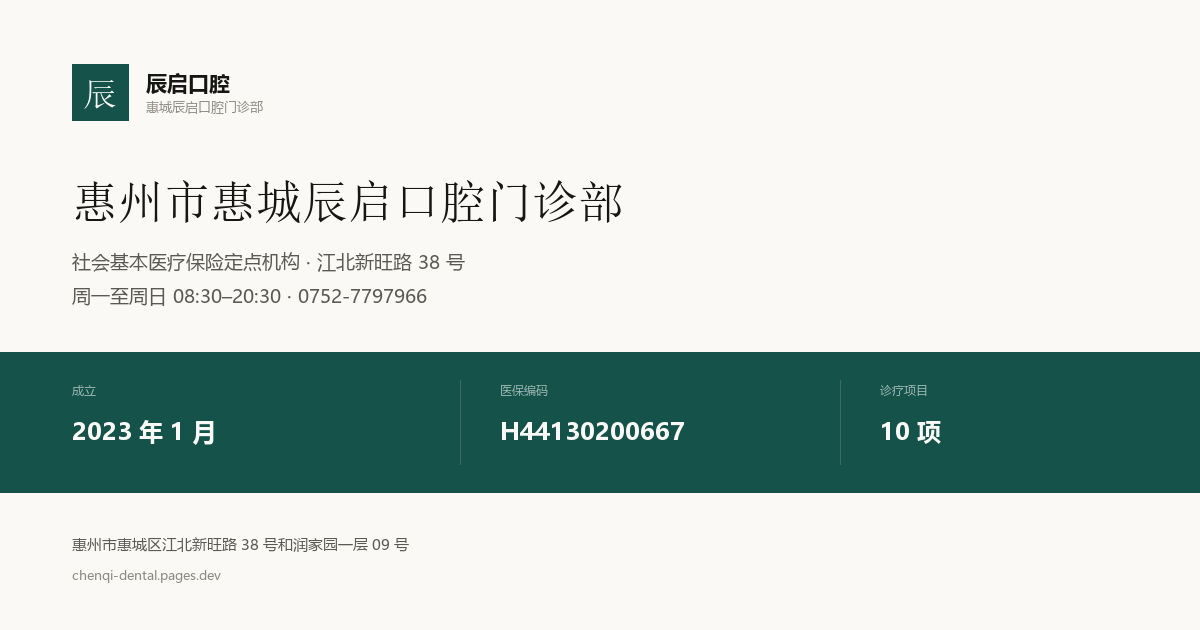 辰
辰启口腔
惠城辰启口腔门诊部
惠州市惠城辰启口腔门诊部
社会基本医疗保险定点机构 · 江北新旺路 38 号
周一至周日 08:30–20:30 · 0752-7797966
成立
2023 年 1 月
医保编码
H44130200667
诊疗项目
10 项
惠州市惠城区江北新旺路 38 号和润家园一层 09 号
chenqi-dental.pages.dev